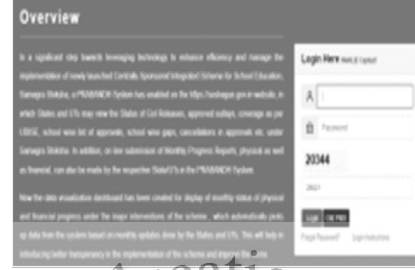 Overview
In a significant step towards leveraging technology to enhance efficiency and manage the
implementation of newly launched Centrally Sponsored Integrated Scheme for School Education,
Samagra Shiksha, a PRABANDH System has enabled on the https://seshagun.gov.in website, in
which States and UTs may view the Status of GoI Releases, approved outlays, coverage as per
UDISE, school wise list of approvals, school wise gaps, cancellations in approvals etc. under
Samagra Shiksha. In addition, on line submission of Monthly Progress Reports, physical as well
as financial, can also be made by the respective State/UTs in the PRABANDH System.
Now the data visualization dashboard has been created for display of monthly status of physical
and financial progress under the major interventions of the scheme, which automatically
up data from the system based on monthly updates done by the States and UTs. This will help in
introducing better transparency in the implementation of the scheme and improve the
Login Here
Password
20344
Login
Forgot Password? Login Instructions